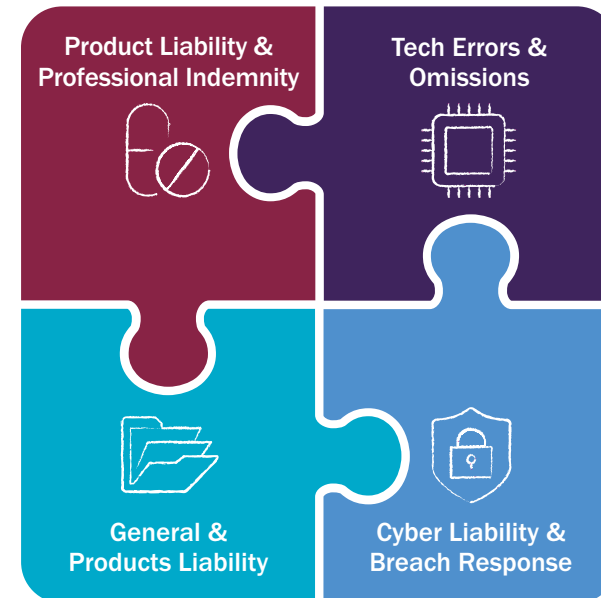 Product Liability &
Professional Indemnity
Tech Errors &
Omissions
General &
Products Liability
Cyber Liability &
Breach Response